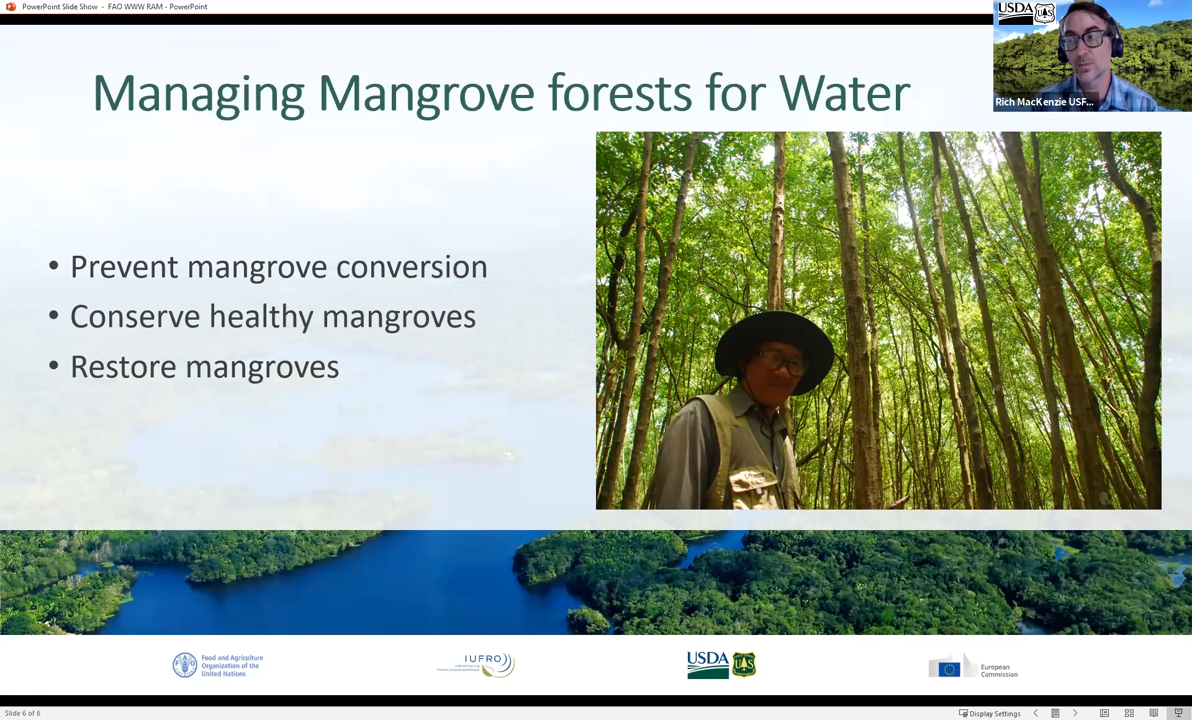 PowerPoint Slide Show - FAO WWW RAM - PowerPoint
USDA
Rich MacKenzie USF...
Managing Mangrove forests for Water
• Prevent mangrove conversion
• Conserve healthy mangroves
• Restore mangroves
FAO
Food and Agriculture
Organization of the
United Nations
IUFRO
USDA
UAS
European
Commission
Slide 6 of 6
Display Settings